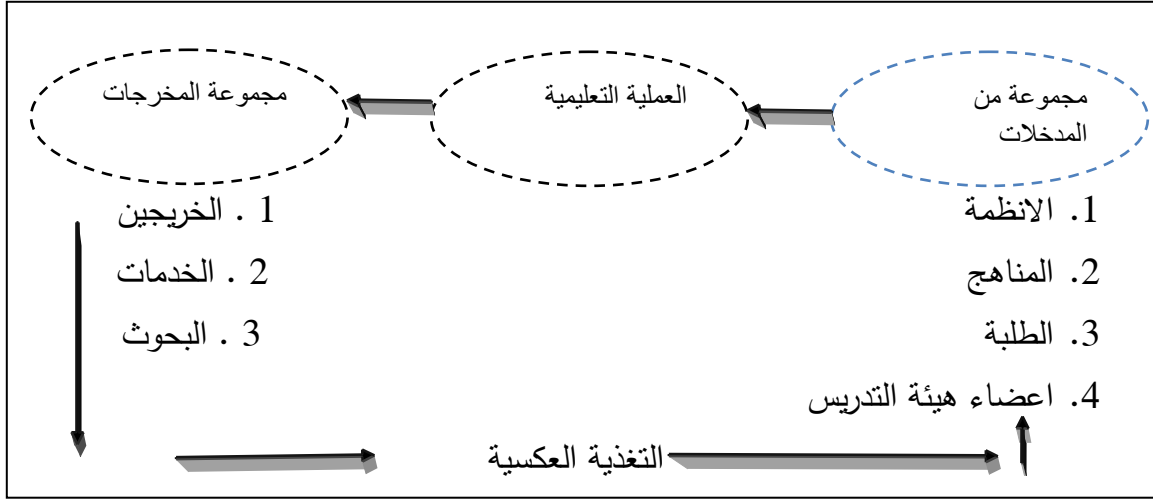 مجموعة من
المدخلات
العملية التعليمية
مجموعة المخرجات
1. الانظمة
2. المناهج
3. الطلبة
4. اعضاء هيئة التدريس
1 . الخريجين
2 . الخدمات
3 . البحوث
التغذية العكسية